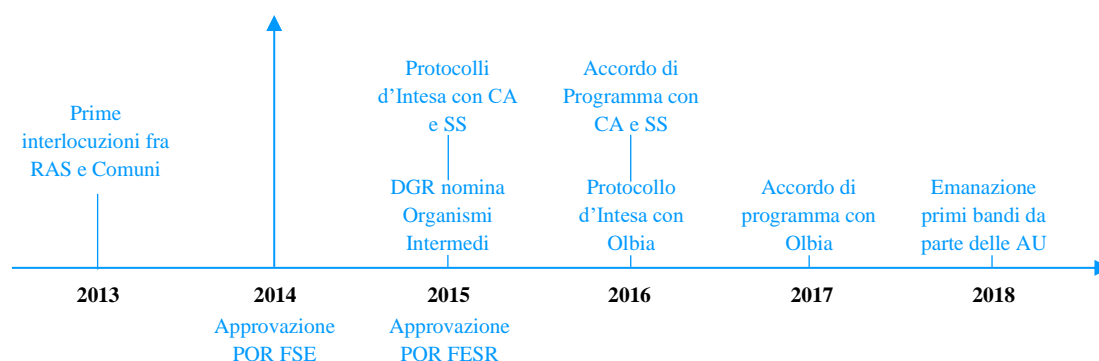 Prime
interlocuzioni fra
RAS e Comuni
Protocolli
d'Intesa con CA
e SS
DGR nomina
Organismi
Intermedi
Accordo di
Programma con
CA e SS
Protocollo
d'Intesa con
Olbia
Accordo di
programma con
Olbia
Emanazione
primi bandi da
parte delle AU
2013
2014
2015
2016
2017
2018
Approvazione
POR FSE
Approvazione
POR FESR